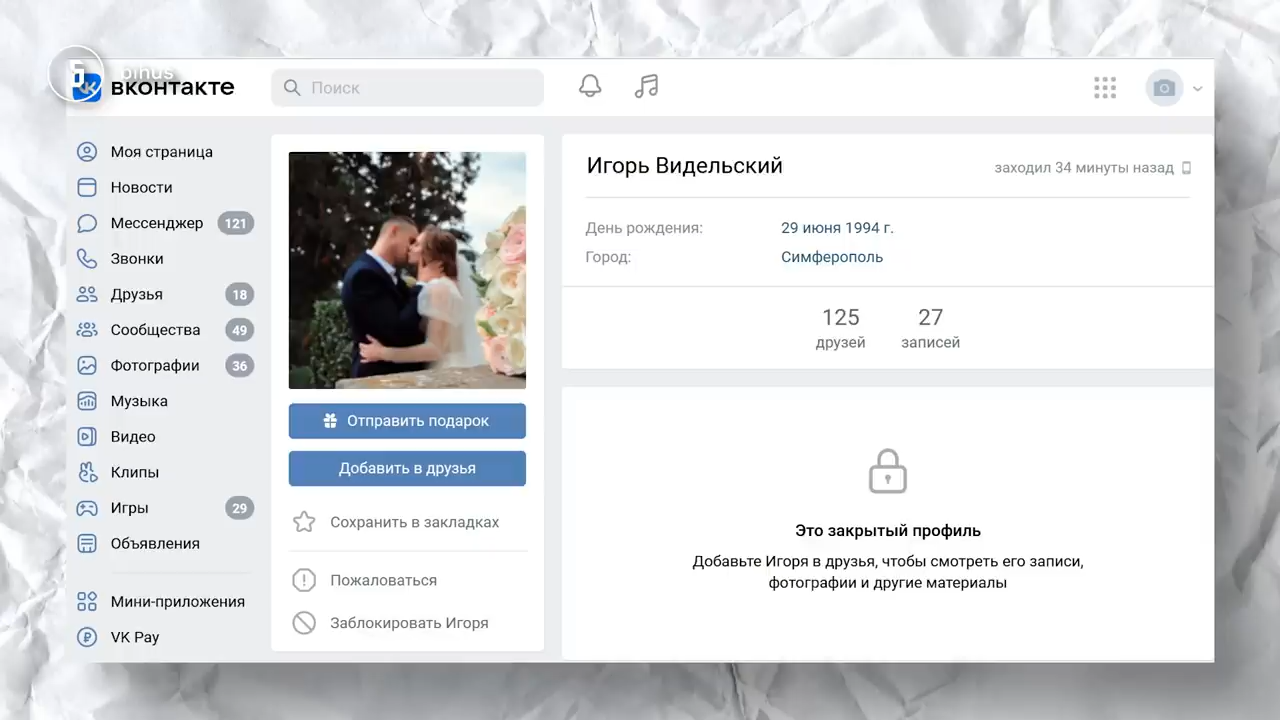 bihus
вконтакте
Поиск
Моя страница
Новости
Мессенджер 121
Звонки
Друзья 18
Сообщества 49
Фотографии 36
Музыка
Видео
Клипы
Игры 29
Объявления
Мини-приложения
VK Pay
Отправить подарок
Добавить в друзья
Сохранить в закладках
Пожаловаться
Заблокировать Игоря
Игорь Видельский
заходил 34 минуты назад
День рождения: 29 июня 1994 г.
Город: Симферополь
125 27
друзей записей
Это закрытый профиль
Добавьте Игоря в друзья, чтобы смотреть его записи,
фотографии и другие материалы